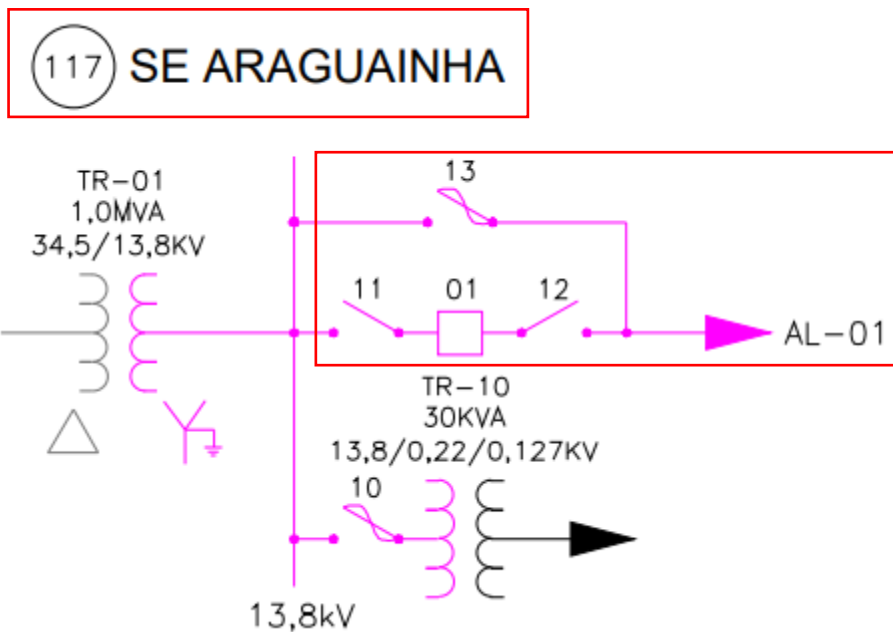 117 SE ARAGUAINHA
TR-01
1,0MVA
34,5/13,8KV
13
11 01 12
AL-01
TR-10
30KVA
13,8/0,22/0,127KV
10
13,8kV